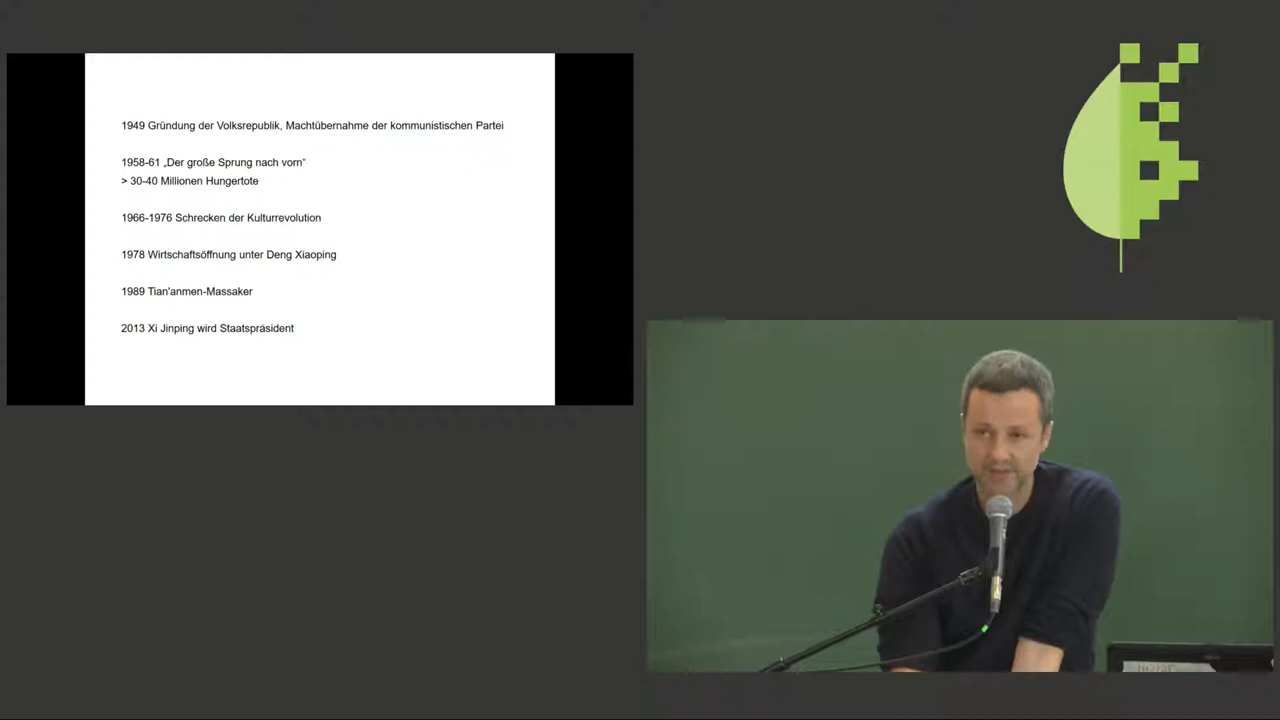 1949 Gründung der Volksrepublik, Machtübernahme der kommunistischen Partei
1958-61 „Der große Sprung nach vorn“
> 30-40 Millionen Hungertote
1966-1976 Schrecken der Kulturrevolution
1978 Wirtschaftsöffnung unter Deng Xiaoping
1989 Tian'anmen-Massaker
2013 Xi Jinping wird Staatspräsident